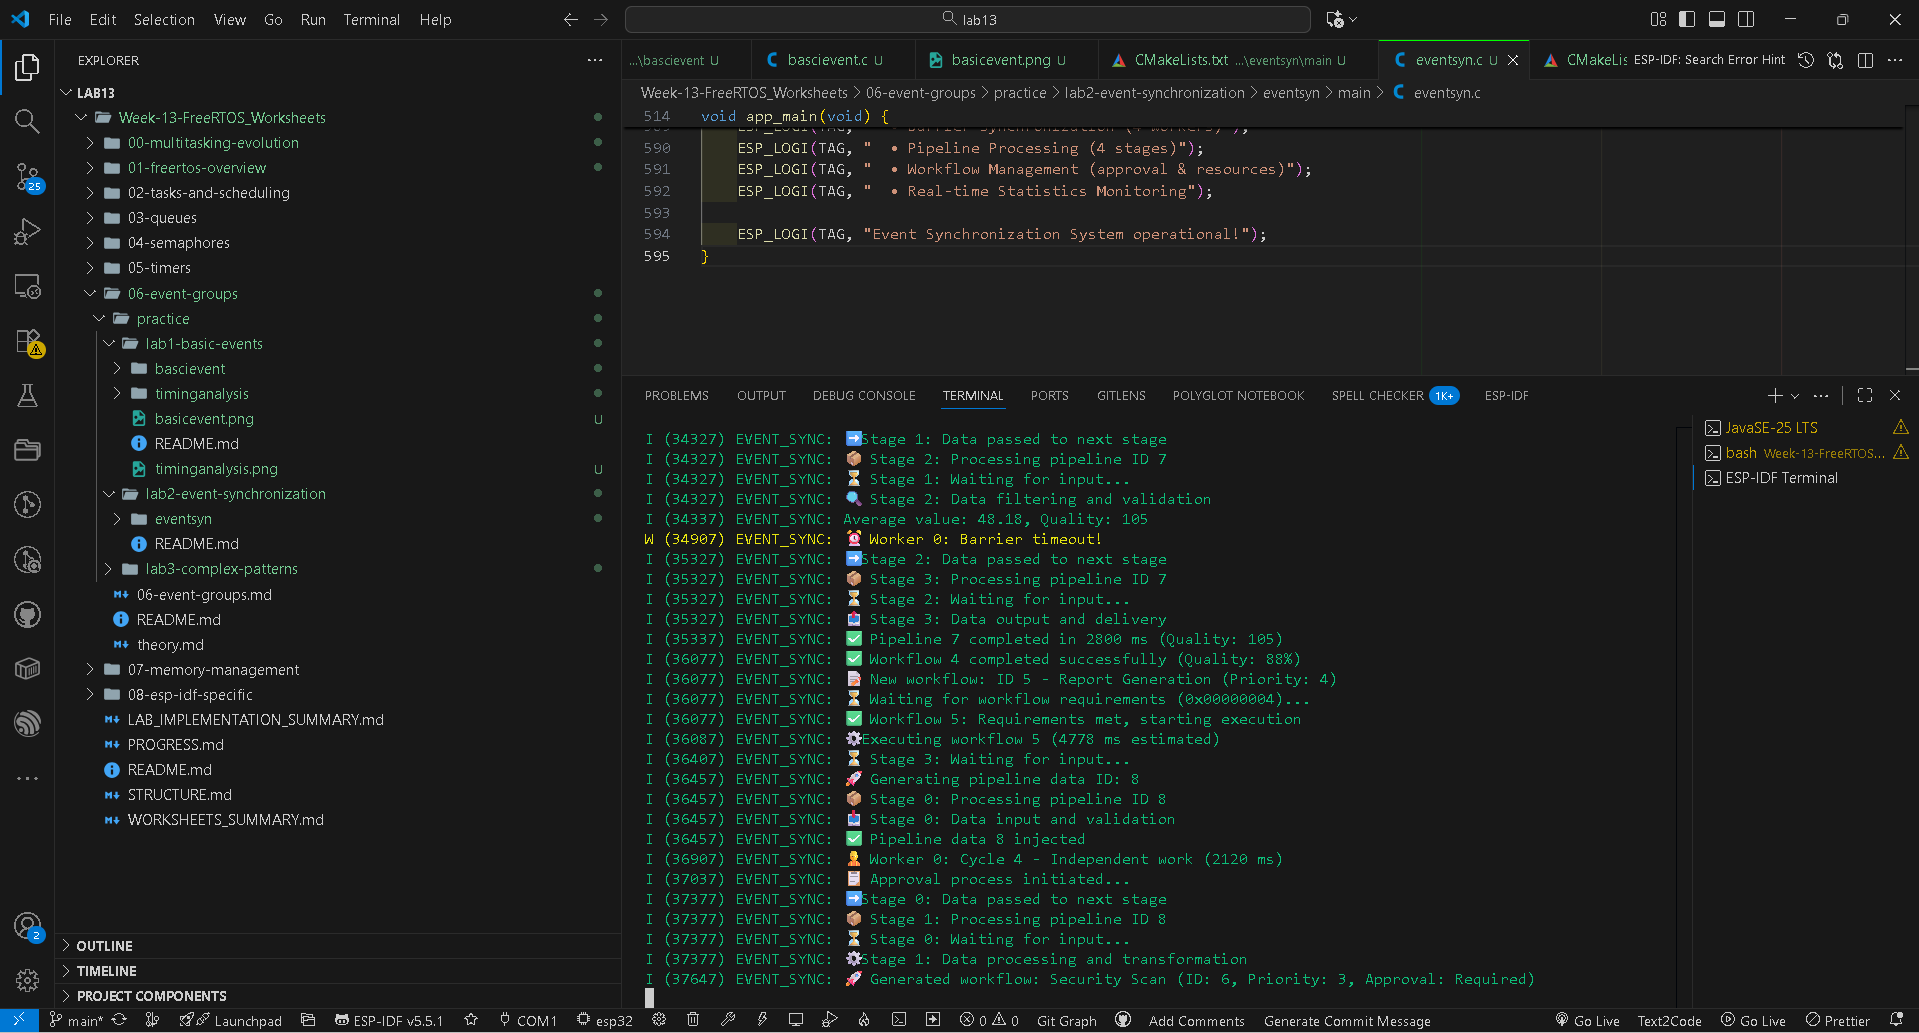 File Edit Selection View Go Run Terminal Help
lab13
EXPLORER
LAB13
Week-13-FreeRTOS_Worksheets
00-multitasking-evolution
01-freertos-overview
02-tasks-and-scheduling
03-queues
04-semaphores
05-timers
06-event-groups
practice
lab1-basic-events
bascievent
timinganalysis
basicevent.png U
README.md
timinganalysis.png U
lab2-event-synchronization
eventsyn
README.md
lab3-complex-patterns
06-event-groups.md
README.md
theory.md
07-memory-management
08-esp-idf-specific
LAB_IMPLEMENTATION_SUMMARY.md
PROGRESS.md
README.md
STRUCTURE.md
WORKSHEETS_SUMMARY.md
OUTLINE
TIMELINE
PROJECT COMPONENTS
25
2
...\bascievent U bascievent.c U basicevent.png U CMakeLists.txt ...\eventsyn\main U eventsyn.c U CMakeLis ESP-IDF: Search Error Hint
Week-13-FreeRTOS_Worksheets > 06-event-groups > practice > lab2-event-synchronization > eventsyn > main > eventsyn.c
514 void app_main(void) {
590 ESP_LOGI(TAG, " • Pipeline Processing (4 stages)");
591 ESP_LOGI(TAG, " • Workflow Management (approval & resources)");
592 ESP_LOGI(TAG, " • Real-time Statistics Monitoring");
593
594 ESP_LOGI(TAG, "Event Synchronization System operational!");
595 }
PROBLEMS OUTPUT DEBUG CONSOLE TERMINAL PORTS GITLENS POLYGLOT NOTEBOOK SPELL CHECKER 1K+ ESP-IDF
I (34327) EVENT_SYNC: ➡️Stage 1: Data passed to next stage
I (34327) EVENT_SYNC: 📦 Stage 2: Processing pipeline ID 7
I (34327) EVENT_SYNC: ⏳ Stage 1: Waiting for input...
I (34327) EVENT_SYNC: 🔍 Stage 2: Data filtering and validation
I (34337) EVENT_SYNC: Average value: 48.18, Quality: 105
W (34907) EVENT_SYNC: ⏰ Worker 0: Barrier timeout!
I (35327) EVENT_SYNC: ➡️Stage 2: Data passed to next stage
I (35327) EVENT_SYNC: 📦 Stage 3: Processing pipeline ID 7
I (35327) EVENT_SYNC: ⏳ Stage 2: Waiting for input...
I (35327) EVENT_SYNC: 📤 Stage 3: Data output and delivery
I (35337) EVENT_SYNC: ✅ Pipeline 7 completed in 2800 ms (Quality: 105)
I (36077) EVENT_SYNC: ✅ Workflow 4 completed successfully (Quality: 88%)
I (36077) EVENT_SYNC: 📝 New workflow: ID 5 - Report Generation (Priority: 4)
I (36077) EVENT_SYNC: ⏳ Waiting for workflow requirements (0x00000004)...
I (36077) EVENT_SYNC: ✅ Workflow 5: Requirements met, starting execution
I (36087) EVENT_SYNC: ⚙️Executing workflow 5 (4778 ms estimated)
I (36407) EVENT_SYNC: ⏳ Stage 3: Waiting for input...
I (36457) EVENT_SYNC: 🚀 Generating pipeline data ID: 8
I (36457) EVENT_SYNC: 📦 Stage 0: Processing pipeline ID 8
I (36457) EVENT_SYNC: 📥 Stage 0: Data input and validation
I (36457) EVENT_SYNC: ✅ Pipeline data 8 injected
I (36907) EVENT_SYNC: 👷 Worker 0: Cycle 4 - Independent work (2120 ms)
I (37037) EVENT_SYNC: 📋 Approval process initiated...
I (37377) EVENT_SYNC: ➡️Stage 0: Data passed to next stage
I (37377) EVENT_SYNC: 📦 Stage 1: Processing pipeline ID 8
I (37377) EVENT_SYNC: ⏳ Stage 0: Waiting for input...
I (37377) EVENT_SYNC: ⚙️Stage 1: Data processing and transformation
I (37647) EVENT_SYNC: 🚀 Generated workflow: Security Scan (ID: 6, Priority: 3, Approval: Required)
JavaSE-25 LTS
bash Week-13-FreeRTOS...
ESP-IDF Terminal
main* Launchpad ESP-IDF v5.5.1 COM1 esp32 0 0 Git Graph Add Comments Generate Commit Message Go Live Text2Code Go Live Prettier